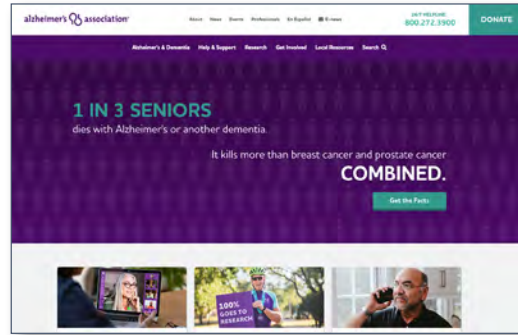 alzheimer's association
About News Events Professionals En Español E-news
24/7 HELPLINE
800.272.3900
DONATE
Alzheimer's & Dementia Help & Support Research Get Involved Local Resources Search
1 IN 3 SENIORS
dies with Alzheimer's or another dementia.
It kills more than breast cancer and prostate cancer
COMBINED.
Get the Facts
100%
GOES TO
RESEARCH